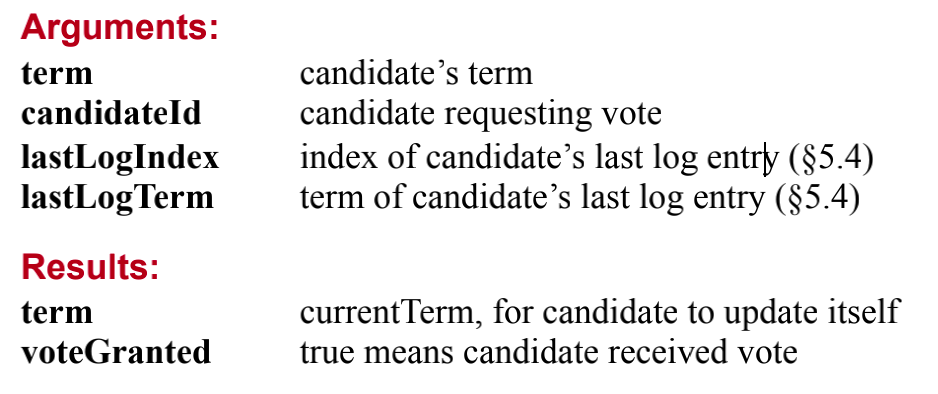 Arguments:
term candidate’s term
candidateId candidate requesting vote
lastLogIndex index of candidate’s last log entry (§5.4)
lastLogTerm term of candidate’s last log entry (§5.4)
Results:
term currentTerm, for candidate to update itself
voteGranted true means candidate received vote